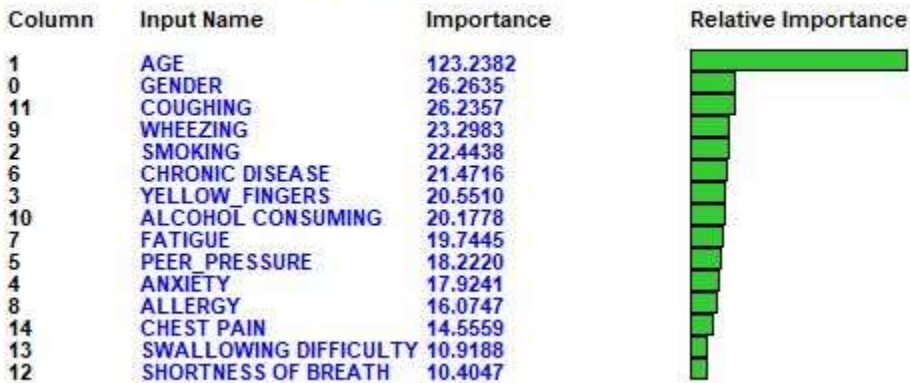 Column Input Name Importance Relative Importance
1 AGE 123.2382
0 GENDER 26.2635
11 COUGHING 26.2357
9 WHEEZING 23.2983
2 SMOKING 22.4438
6 CHRONIC DISEASE 21.4716
3 YELLOW_FINGERS 20.5510
10 ALCOHOL CONSUMING 20.1778
7 FATIGUE 19.7445
5 PEER_PRESSURE 18.2220
4 ANXIETY 17.9241
8 ALLERGY 16.0747
14 CHEST PAIN 14.5559
13 SWALLOWING DIFFICULTY 10.9188
12 SHORTNESS OF BREATH 10.4047